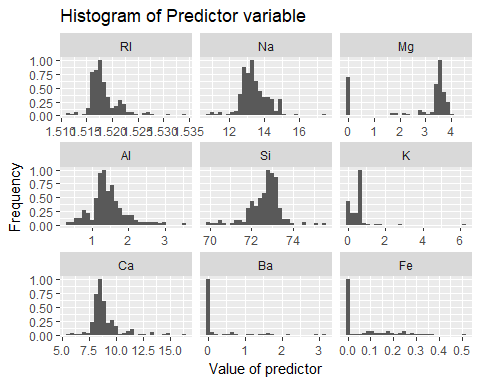 Histogram of Predictor variable
RI Na Mg
1.00
0.75
0.50
0.25
0.00
1.510 1.515 1.520 1.525 1.530 1.535 12 14 16 0 1 2 3 4
Al Si K
1.00
0.75
0.50
0.25
0.00
1 2 3 70 72 74 0 2 4 6
Ca Ba Fe
1.00
0.75
0.50
0.25
0.00
5.0 7.5 10.0 12.5 15.0 0 1 2 3 0.0 0.1 0.2 0.3 0.4 0.5
Frequency
Value of predictor